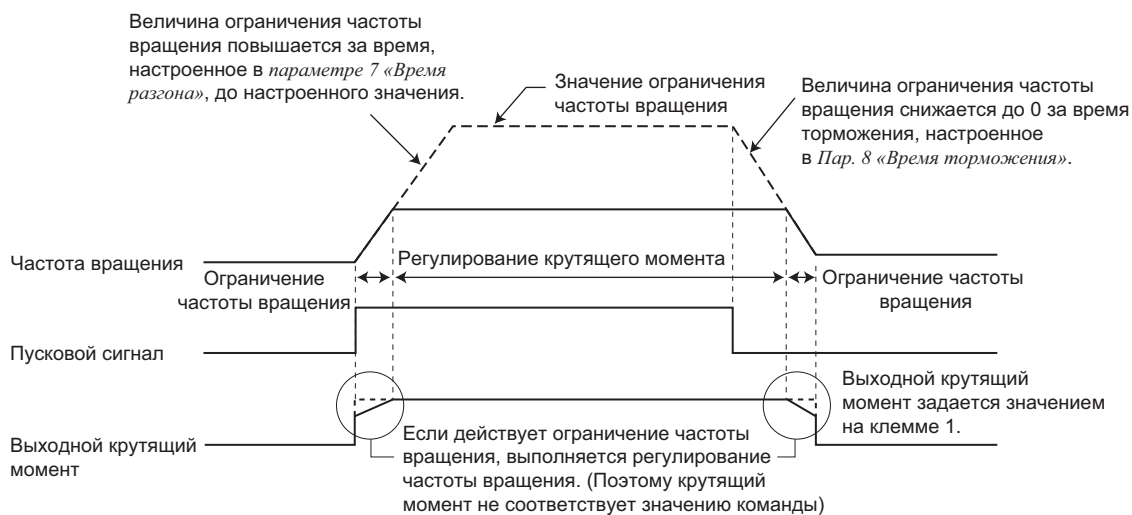 Величина ограничения частоты
вращения повышается за время,
настроенное в параметре 7 «Время
разгона», до настроенного значения.
Значение ограничения
частоты вращения
Величина ограничения частоты
вращения снижается до 0 за время
торможения, настроенное
в Пар. 8 «Время торможения».
Частота вращения
Ограничение
частоты вращения
Регулирование крутящего момента
Ограничение частоты
вращения
Пусковой сигнал
Выходной крутящий
момент задается значением
на клемме 1.
Выходной крутящий
момент
Если действует ограничение частоты
вращения, выполняется регулирование
частоты вращения. (Поэтому крутящий
момент не соответствует значению команды)